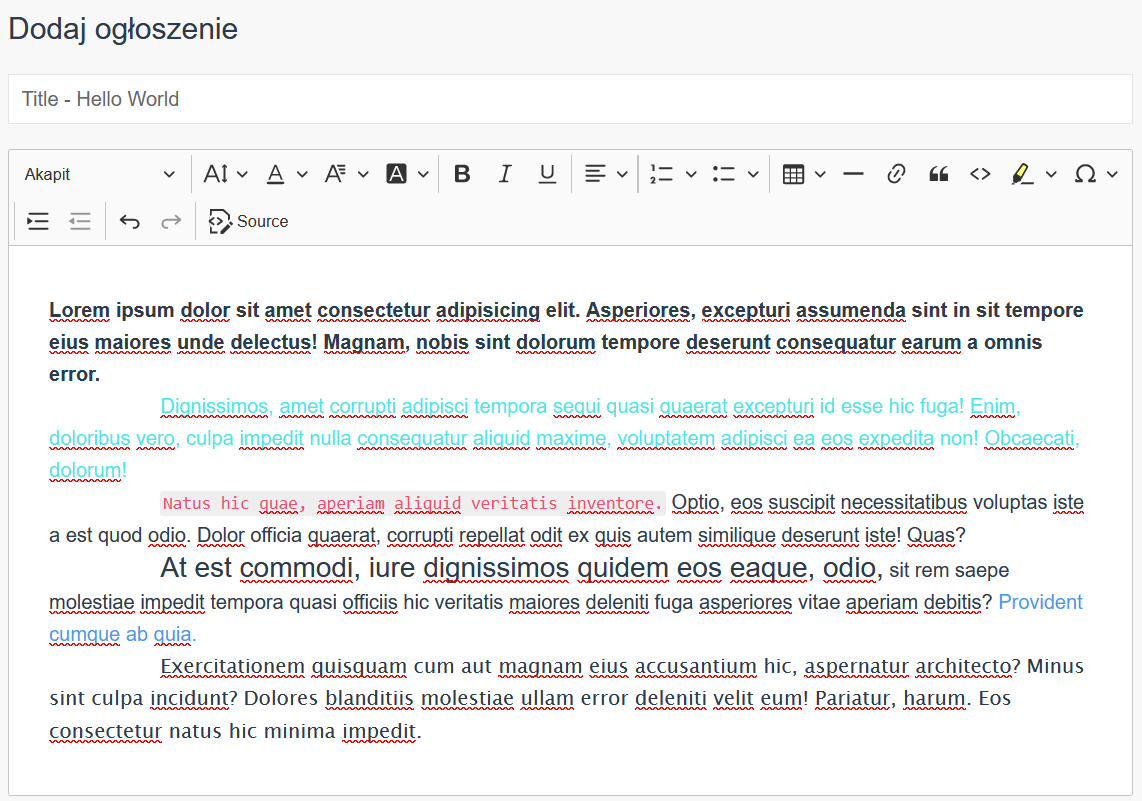 Dodaj ogłoszenie
Title - Hello World
Akapit
Source
Lorem ipsum dolor sit amet consectetur adipisicing elit. Asperiores, excepturi assumenda sint in sit tempore
eius maiores unde delectus! Magnam, nobis sint dolorum tempore deserunt consequatur earum a omnis
error.
Dignissimos, amet corrupti adipisci tempora sequi quasi quaerat excepturi id esse hic fuga! Enim,
doloribus vero, culpa impedit nulla consequatur aliquid maxime, voluptatem adipisci ea eos expedita non! Obcaecati,
dolorum!
Natus hic quae, aperiam aliquid veritatis inventore. Optio, eos suscipit necessitatibus voluptas iste
a est quod odio. Dolor officia quaerat, corrupti repellat odit ex quis autem similique deserunt iste! Quas?
At est commodi, iure dignissimos quidem eos eaque, odio, sit rem saepe
molestiae impedit tempora quasi officiis hic veritatis maiores deleniti fuga asperiores vitae aperiam debitis? Provident
cumque ab quia.
Exercitationem quisquam cum aut magnam eius accusantium hic, aspernatur architecto? Minus
sint culpa incidunt? Dolores blanditiis molestiae ullam error deleniti velit eum! Pariatur, harum. Eos
consectetur natus hic minima impedit.